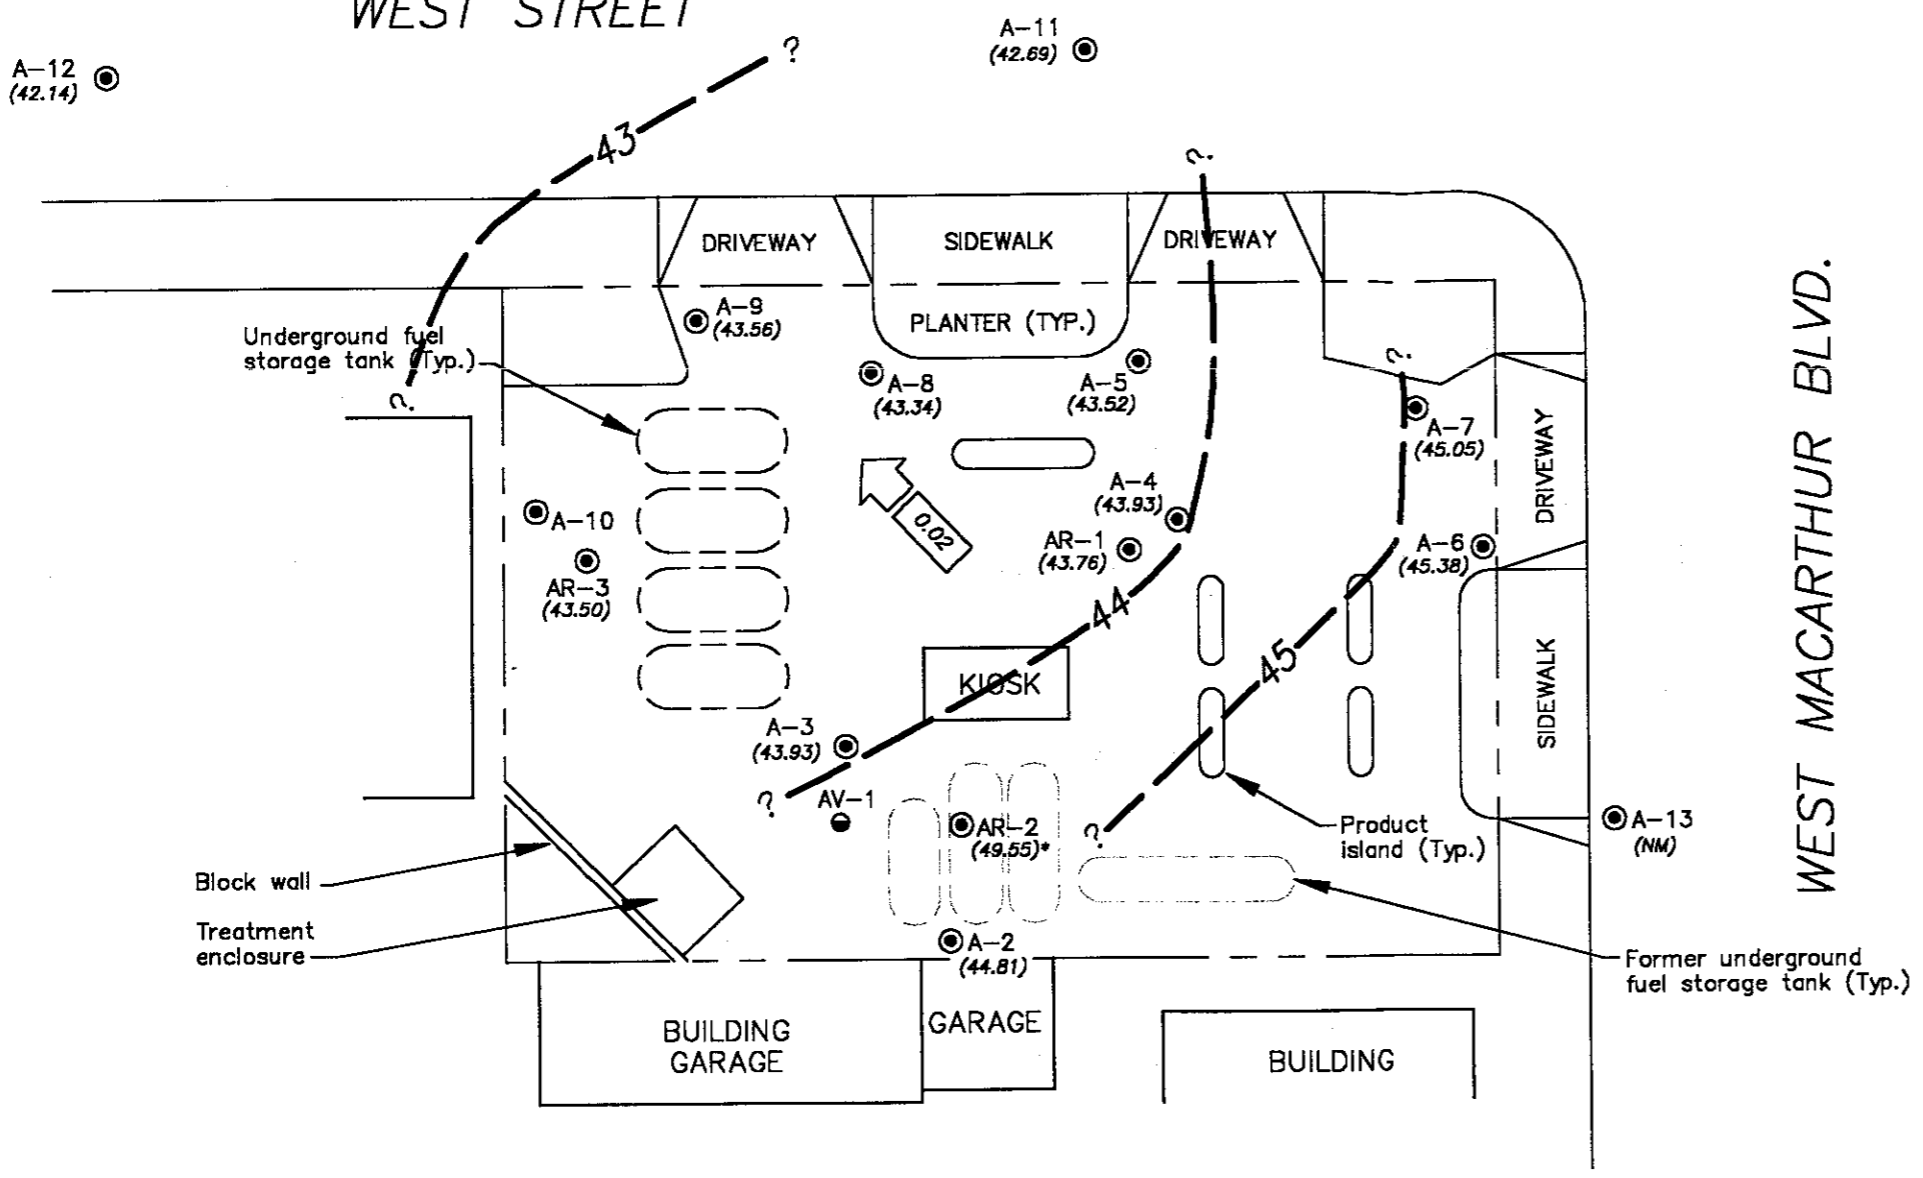 WEST STREET
A-11
(42.69)
A-12
(42.14)
?
43
?
DRIVEWAY
SIDEWALK
DRIVEWAY
A-9
(43.56)
PLANTER (TYP.)
Underground fuel
storage tank (Typ.)
?
?
A-8
(43.34)
A-5
(43.52)
A-7
(45.05)
DRIVEWAY
WEST MACARTHUR BLVD.
A-4
(43.93)
A-10
0.02
AR-1
(43.76)
A-6
(45.38)
AR-3
(43.50)
44
45
KIOSK
SIDEWALK
A-3
(43.93)
?
AV-1
AR-2
(49.55)*
?
Product
island (Typ.)
A-13
(NM)
Block wall
Treatment
enclosure
A-2
(44.81)
Former underground
fuel storage tank (Typ.)
BUILDING
GARAGE
GARAGE
BUILDING